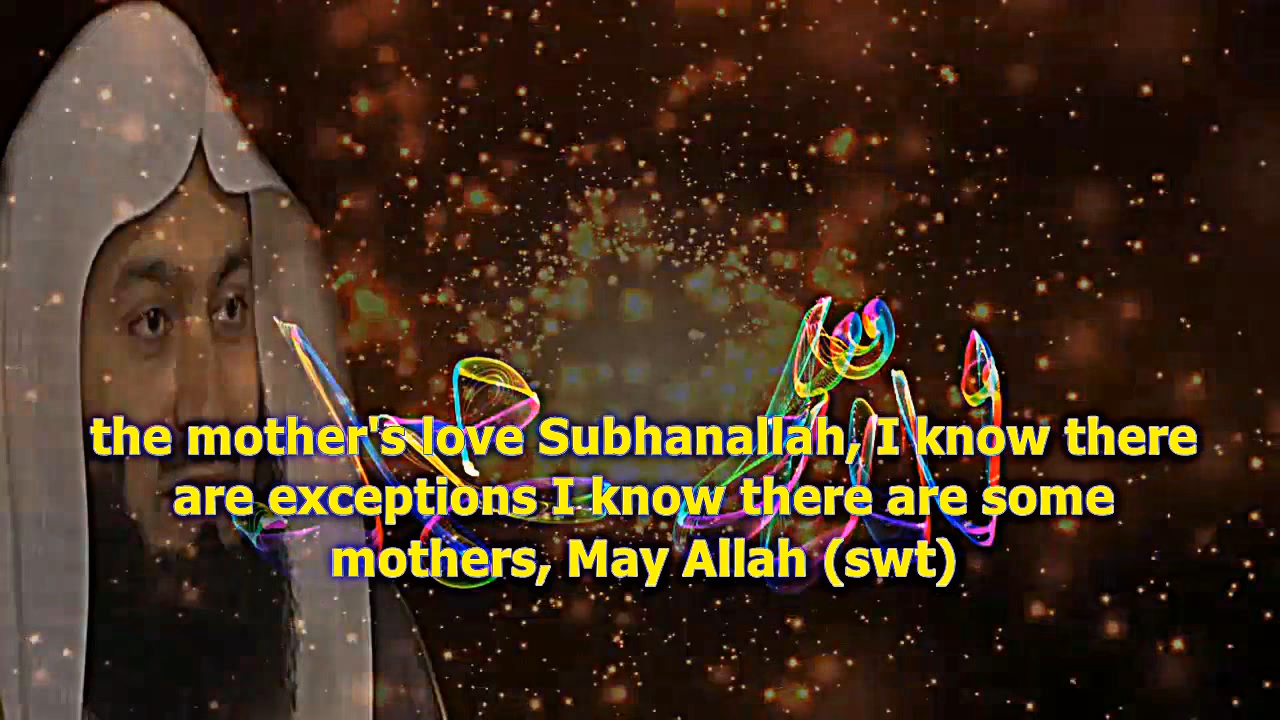 the mother's love Subhanallah, I know there
are exceptions I know there are some
mothers, May Allah (swt)